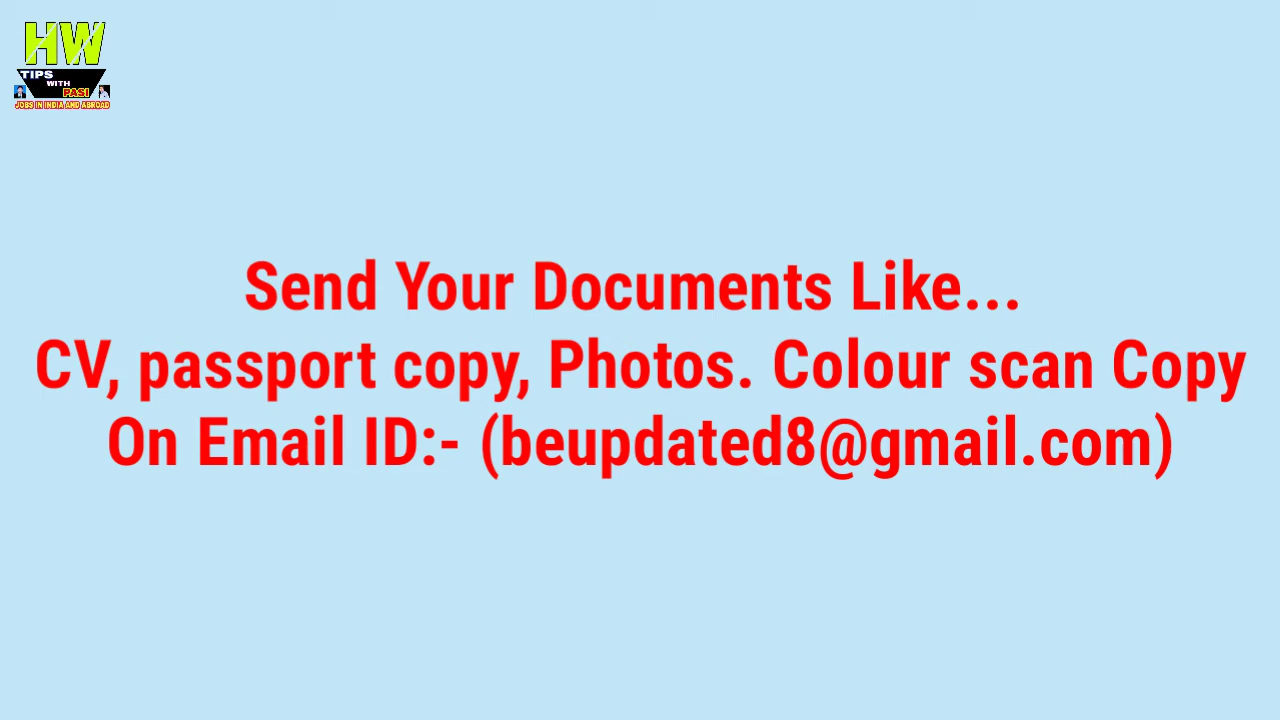 HW
TIPS
WITH
PASI
JOBS IN INDIA AND ABROAD
Send Your Documents Like...
CV, passport copy, Photos. Colour scan Copy
On Email ID:- (beupdated8@gmail.com)